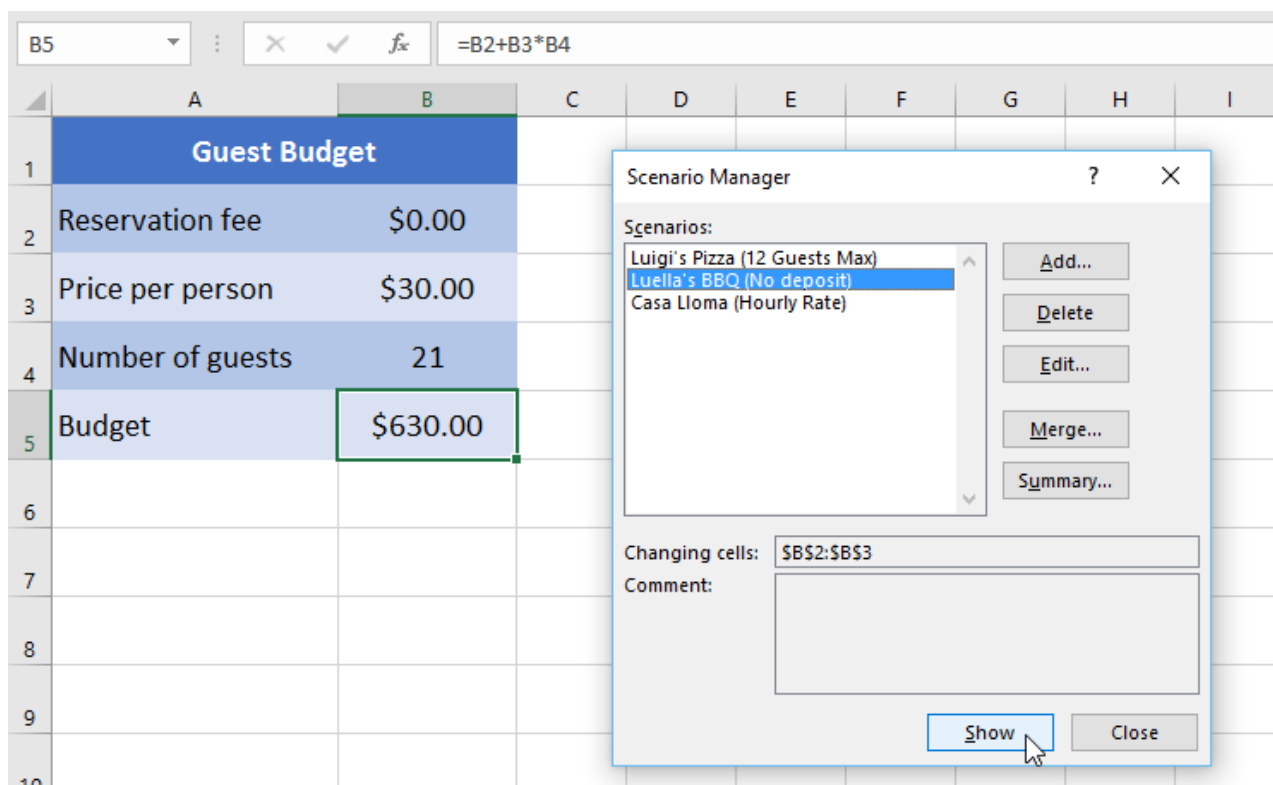 B5 fx =B2+B3*B4
A B C D E F G H I
1 Guest Budget
2 Reservation fee $0.00
3 Price per person $30.00
4 Number of guests 21
5 Budget $630.00
6
7
8
9
10
Scenario Manager ?
Scenarios:
Luigi's Pizza (12 Guests Max)
Luella's BBQ (No deposit)
Casa Lloma (Hourly Rate)
Add...
Delete
Edit...
Merge...
Summary...
Changing cells: $B$2:$B$3
Comment:
Show Close